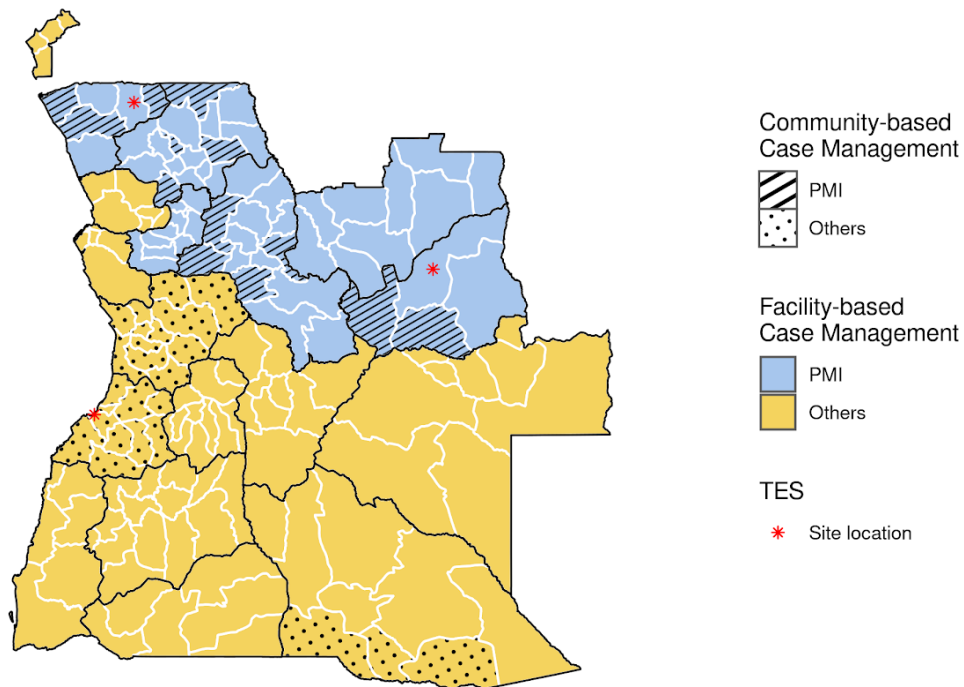 Community-based
Case Management
PMI
Others
Facility-based
Case Management
PMI
Others
TES
Site location